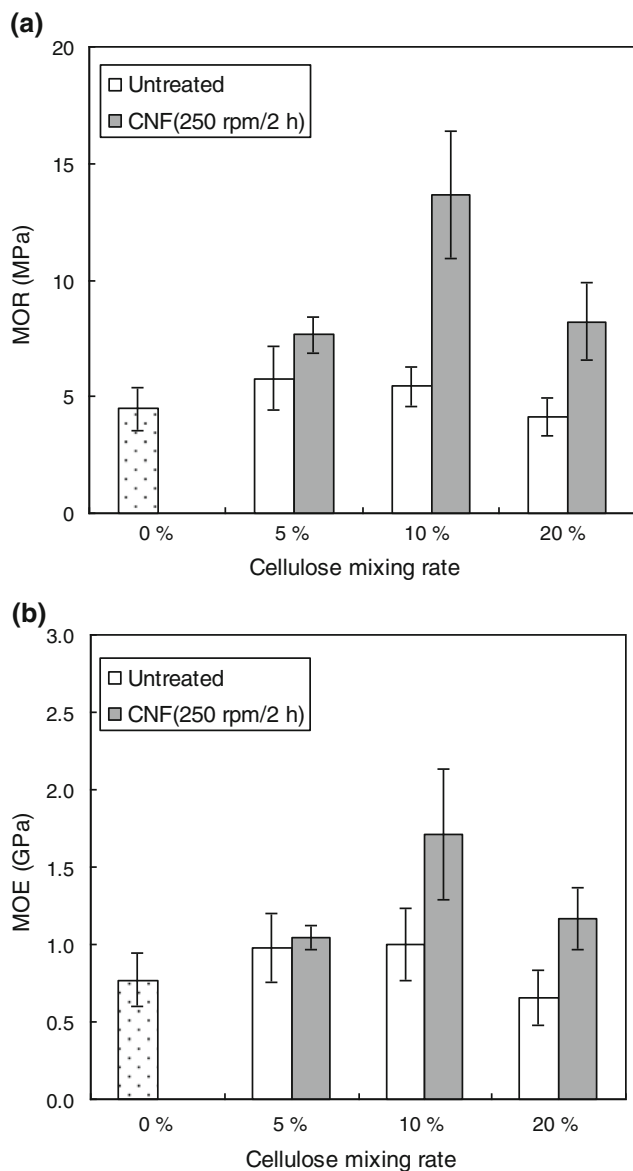 (a)
20
15
10
5
0
MOR (MPa)
Untreated
CNF(250 rpm/2 h)
0 % 5 % 10 % 20 %
Cellulose mixing rate
(b)
3.0
2.5
2.0
1.5
1.0
0.5
0.0
MOE (GPa)
Untreated
CNF(250 rpm/2 h)
0 % 5 % 10 % 20 %
Cellulose mixing rate